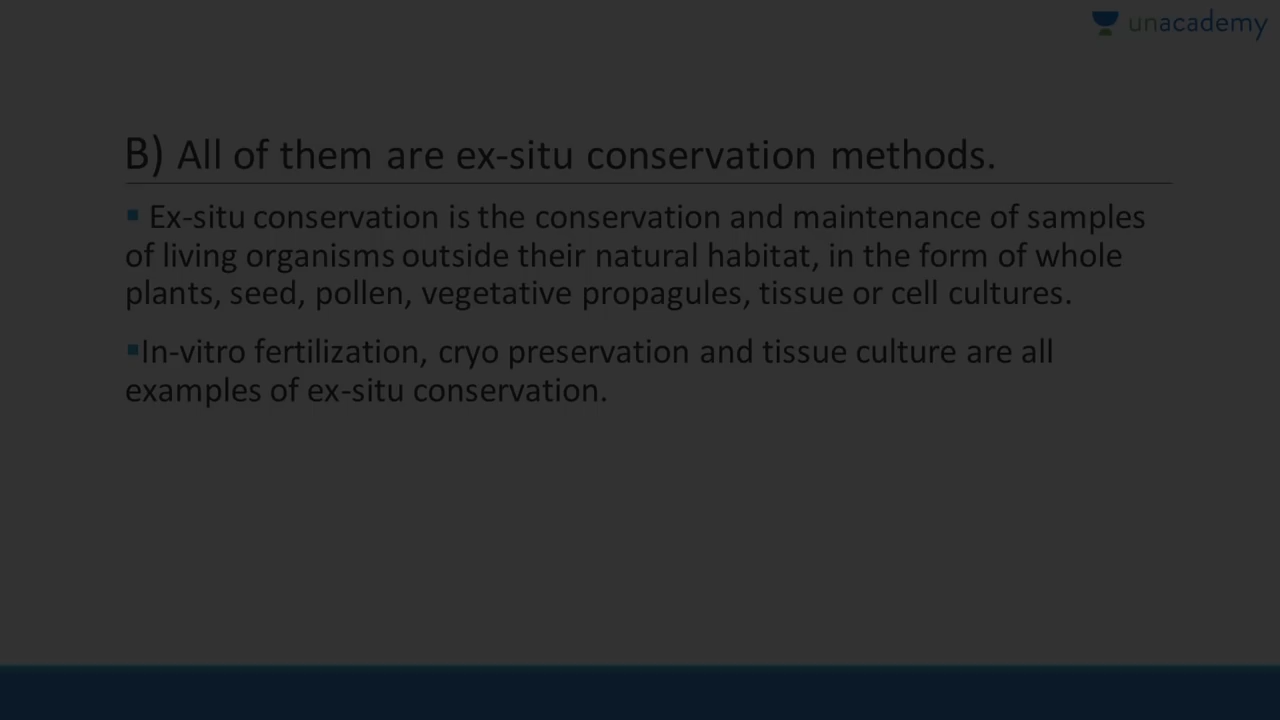 unacademy
B) All of them are ex-situ conservation methods.
▪ Ex-situ conservation is the conservation and maintenance of samples
of living organisms outside their natural habitat, in the form of whole
plants, seed, pollen, vegetative propagules, tissue or cell cultures.
▪In-vitro fertilization, cryo preservation and tissue culture are all
examples of ex-situ conservation.